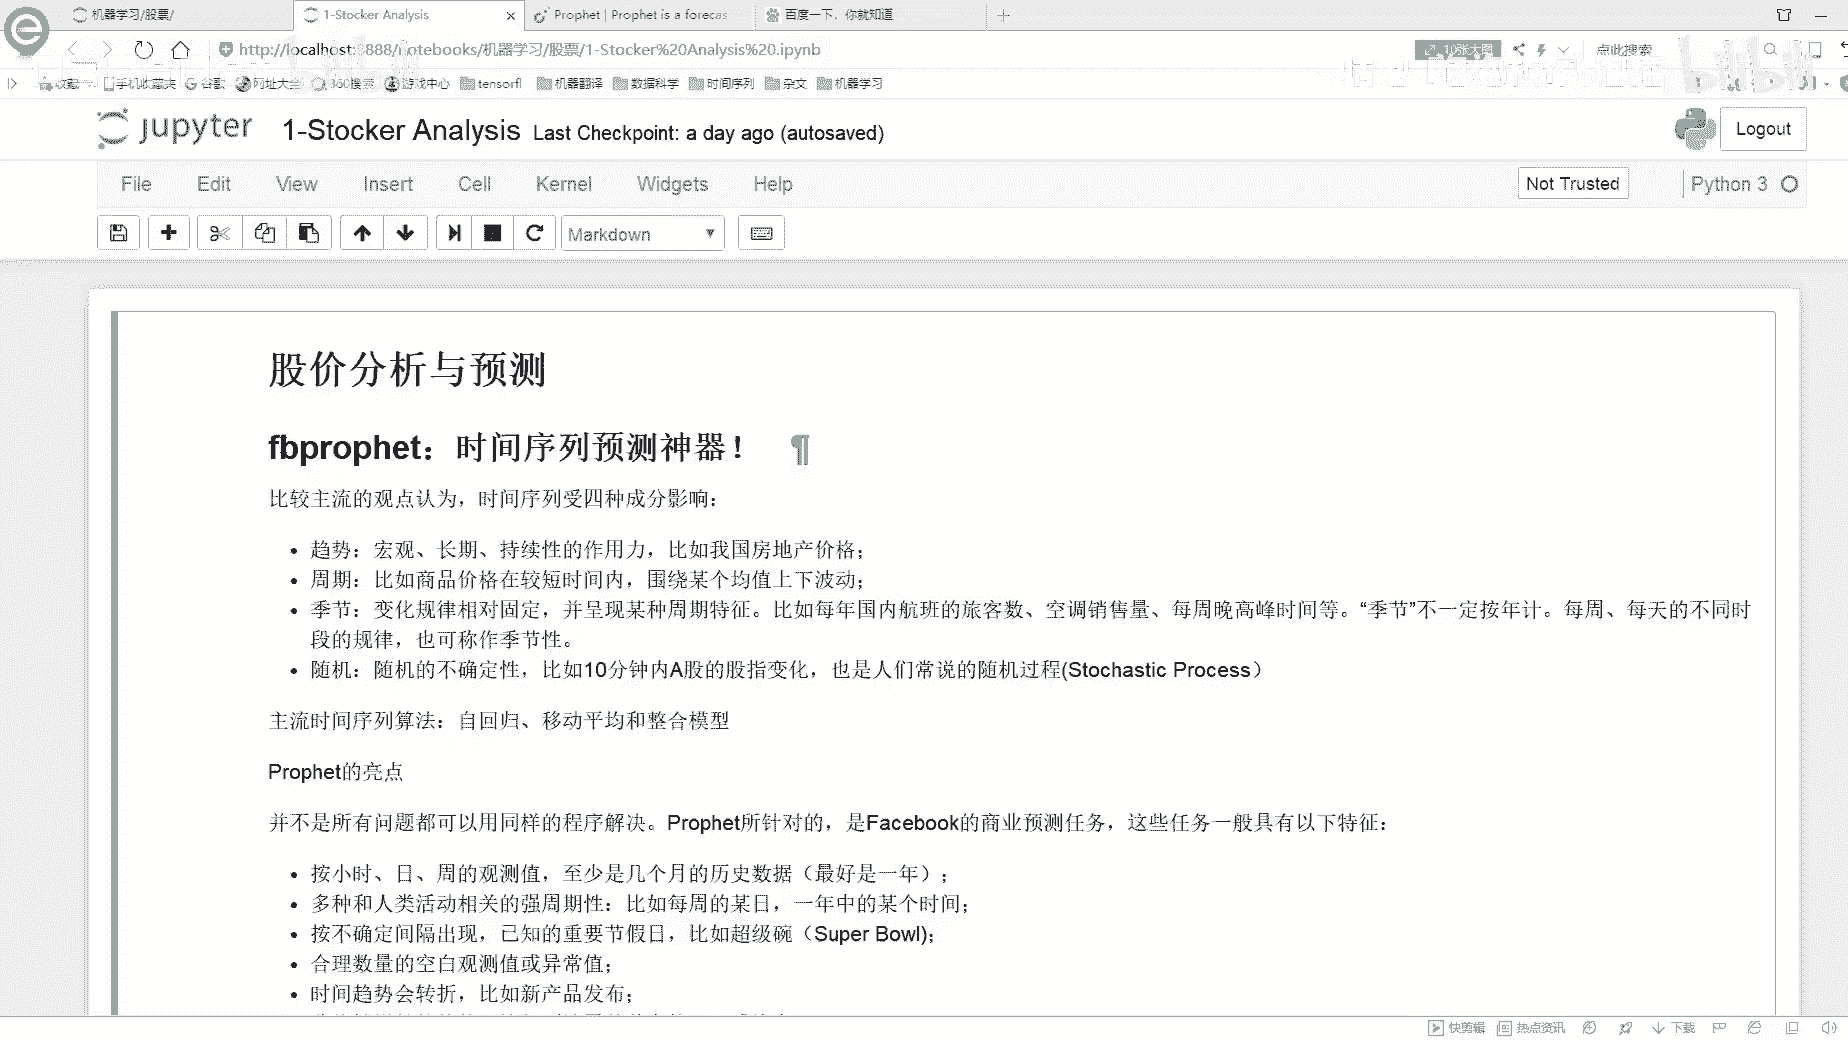 机器学习/股票/
1-Stocker Analysis
Prophet | Prophet is a forecas
百度一下，你就知道
http://localhost:8888/notebooks/机器学习/股票/1-Stocker%20Analysis%20.ipynb
点此搜索
收藏 手机收藏夹 谷歌 网址大全 360搜索 游戏中心 tensorfl 机器翻译 数据科学 时间序列 杂文 机器学习
jupyter 1-Stocker Analysis Last Checkpoint: a day ago (autosaved)
Logout
File Edit View Insert Cell Kernel Widgets Help
Not Trusted
Python 3
Markdown
股价分析与预测
fbprophet：时间序列预测神器！ ¶
比较主流的观点认为，时间序列受四种成分影响：
• 趋势：宏观、长期、持续性的作用力，比如我国房地产价格；
• 周期：比如商品价格在较短时间内，围绕某个均值上下波动；
• 季节：变化规律相对固定，并呈现某种周期特征。比如每年国内航班的旅客数、空调销售量、每周晚高峰时间等。“季节”不一定按年计。每周、每天的不同时
段的规律，也可称作季节性。
• 随机：随机的不确定性，比如10分钟内A股的股指变化，也是人们常说的随机过程(Stochastic Process）
主流时间序列算法：自回归、移动平均和整合模型
Prophet的亮点
并不是所有问题都可以用同样的程序解决。Prophet所针对的，是Facebook的商业预测任务，这些任务一般具有以下特征：
• 按小时、日、周的观测值，至少是几个月的历史数据（最好是一年）；
• 多种和人类活动相关的强周期性：比如每周的某日，一年中的某个时间；
• 按不确定间隔出现，已知的重要节假日，比如超级碗（Super Bowl)；
• 合理数量的空白观测值或异常值；
• 时间趋势会转折，比如新产品发布；
快剪辑 热点资讯 下载